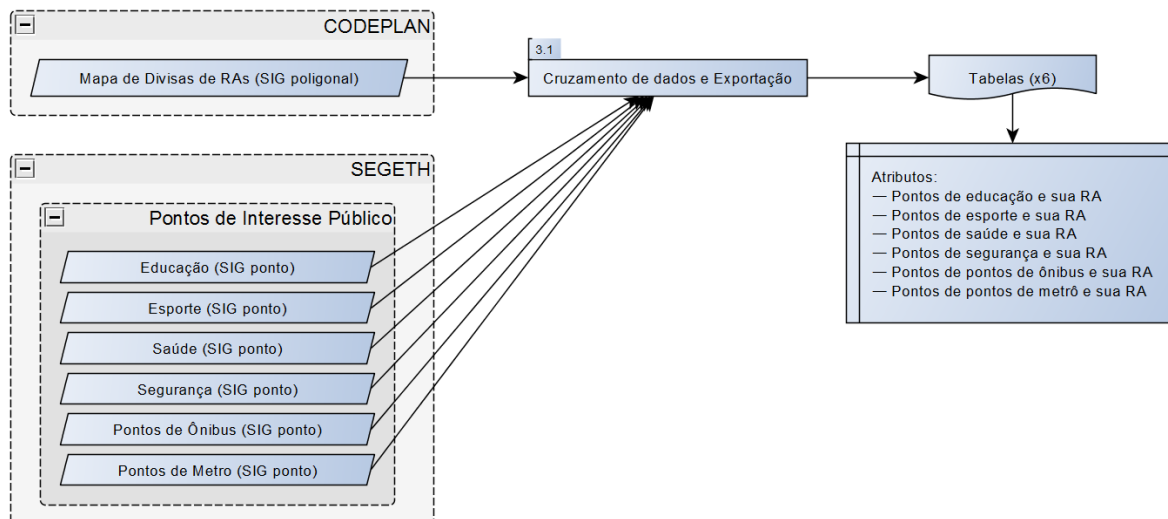 CODEPLAN
Mapa de Divisas de RAs (SIG poligonal)
3.1
Cruzamento de dados e Exportação
Tabelas (x6)
SEGETH
Pontos de Interesse Público
Educação (SIG ponto)
Esporte (SIG ponto)
Saúde (SIG ponto)
Segurança (SIG ponto)
Pontos de Ônibus (SIG ponto)
Pontos de Metro (SIG ponto)
Atributos:
— Pontos de educação e sua RA
— Pontos de esporte e sua RA
— Pontos de saúde e sua RA
— Pontos de segurança e sua RA
— Pontos de pontos de ônibus e sua RA
— Pontos de pontos de metrô e sua RA